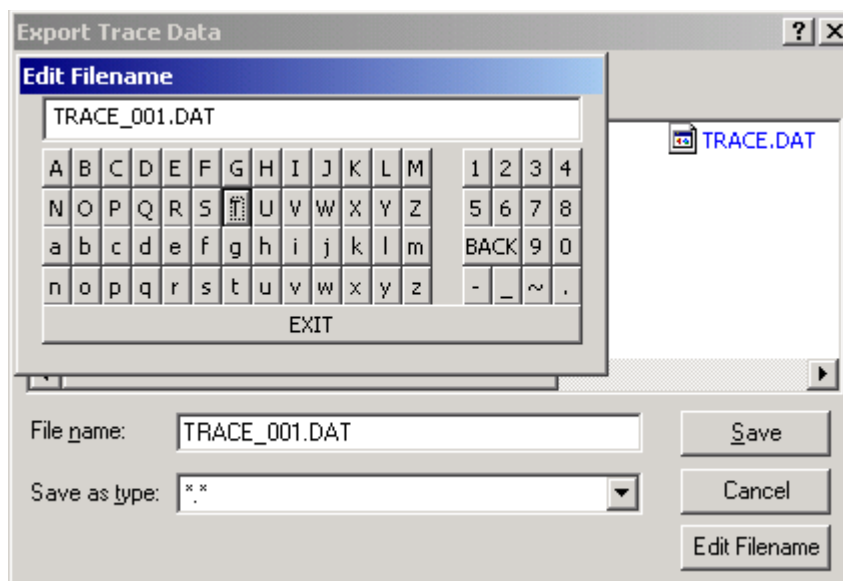 Export Trace Data
? X
Edit Filename
TRACE_001.DAT
TRACE.DAT
A B C D E F G H I J K L M 1 2 3 4
N O P Q R S T U V W X Y Z 5 6 7 8
a b c d e f g h i j k l m BACK 9 0
n o p q r s t u v w x y z - _ ~ .
EXIT
File name: TRACE_001.DAT Save
Save as type: *.* Cancel
Edit Filename